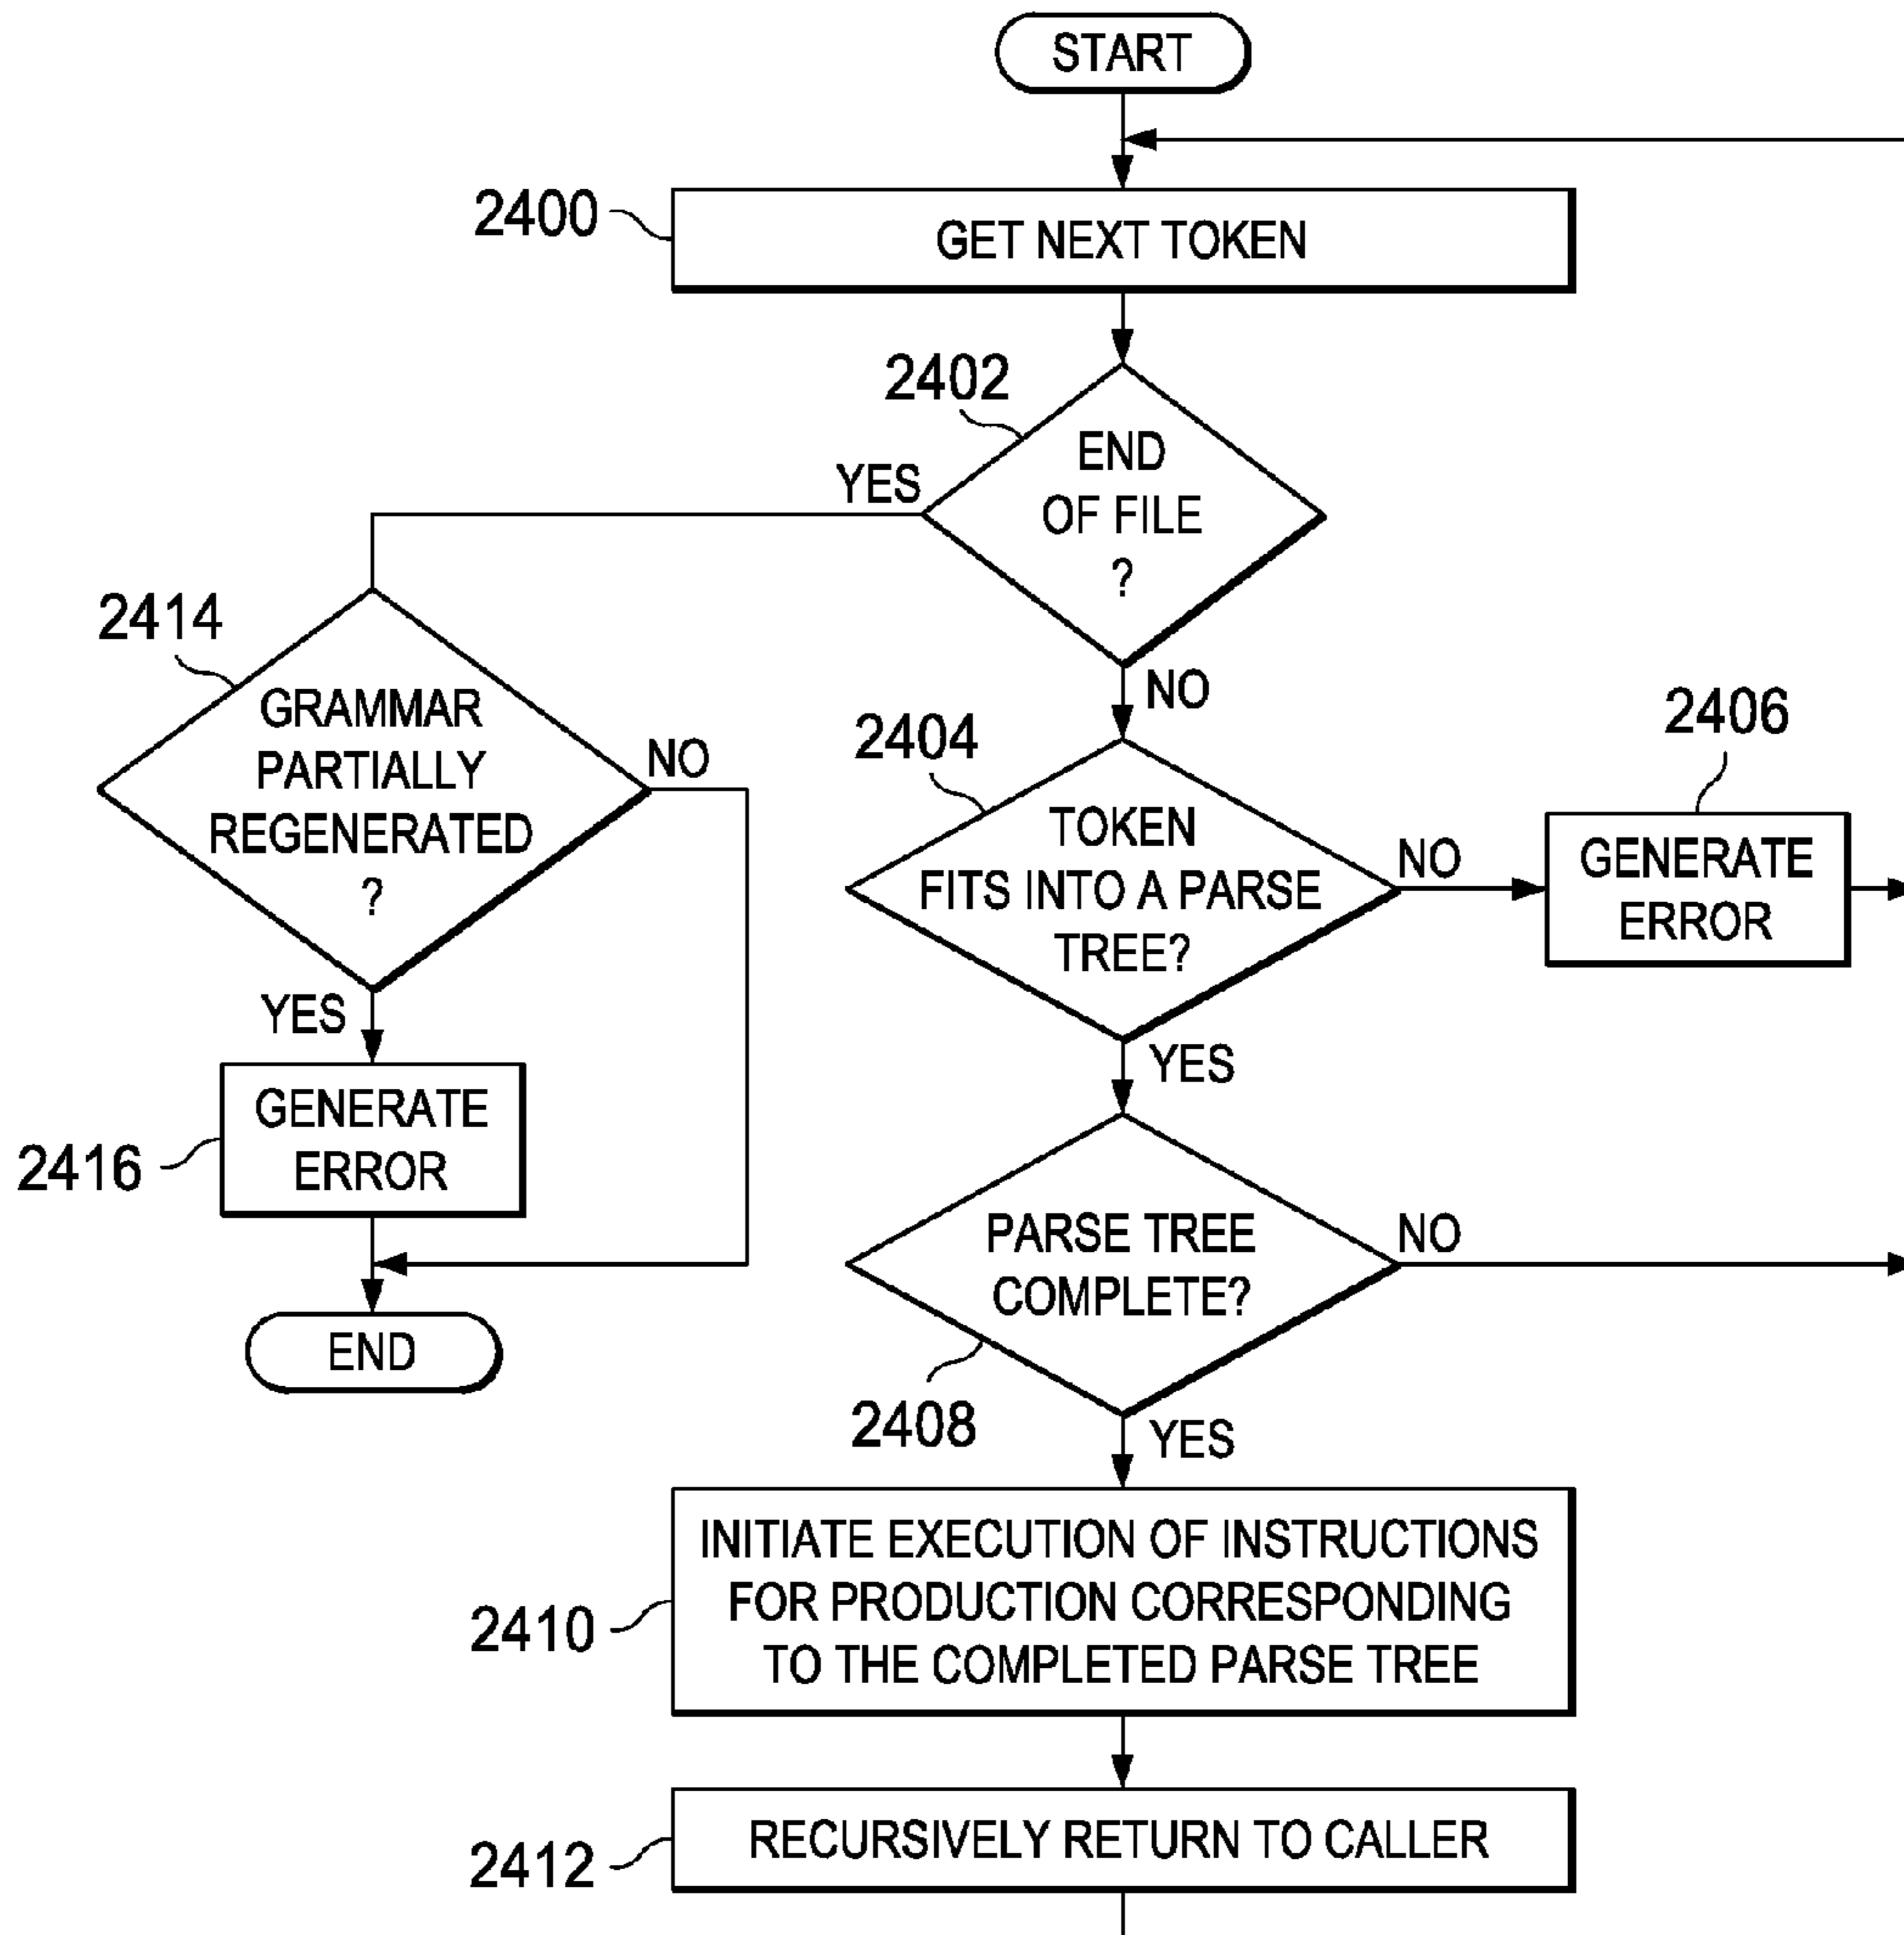 START
2400
GET NEXT TOKEN
2402
END
OF FILE
?
YES
NO
2414
GRAMMAR
PARTIALLY
REGENERATED
?
NO
YES
2416
GENERATE
ERROR
END
2404
TOKEN
FITS INTO A PARSE
TREE?
NO
2406
GENERATE
ERROR
YES
PARSE TREE
COMPLETE?
NO
2408
YES
2410
INITIATE EXECUTION OF INSTRUCTIONS
FOR PRODUCTION CORRESPONDING
TO THE COMPLETED PARSE TREE
2412
RECURSIVELY RETURN TO CALLER